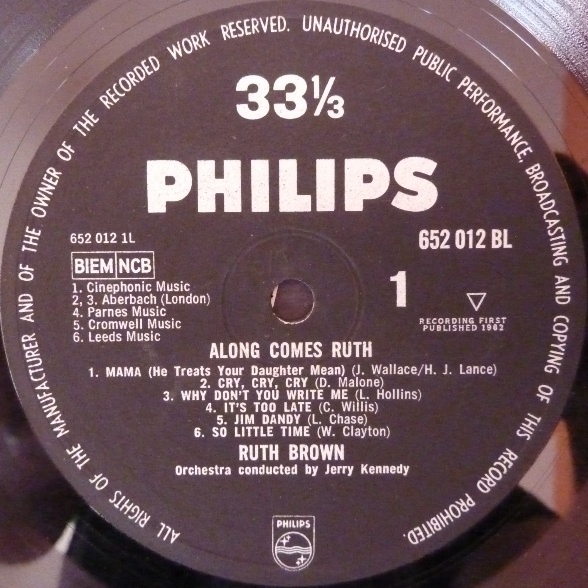 ALL RIGHTS OF THE MANUFACTURER AND OF THE OWNER OF THE RECORDED WORK RESERVED. UNAUTHORISED PUBLIC PERFORMANCE, BROADCASTING AND COPYING OF THIS RECORD PROHIBITED.
33⅓
PHILIPS
652 012 1L
652 012 BL
BIEM NCB
1. Cinephonic Music
2, 3. Aberbach (London)
4. Parnes Music
5. Cromwell Music
6. Leeds Music
1
RECORDING FIRST
PUBLISHED 1962
ALONG COMES RUTH
1. MAMA (He Treats Your Daughter Mean) (J. Wallace/H. J. Lance)
2. CRY, CRY, CRY (D. Malone)
3. WHY DON'T YOU WRITE ME (L. Hollins)
4. IT'S TOO LATE (C. Willis)
5. JIM DANDY (L. Chase)
6. SO LITTLE TIME (W. Clayton)
RUTH BROWN
Orchestra conducted by Jerry Kennedy
PHILIPS